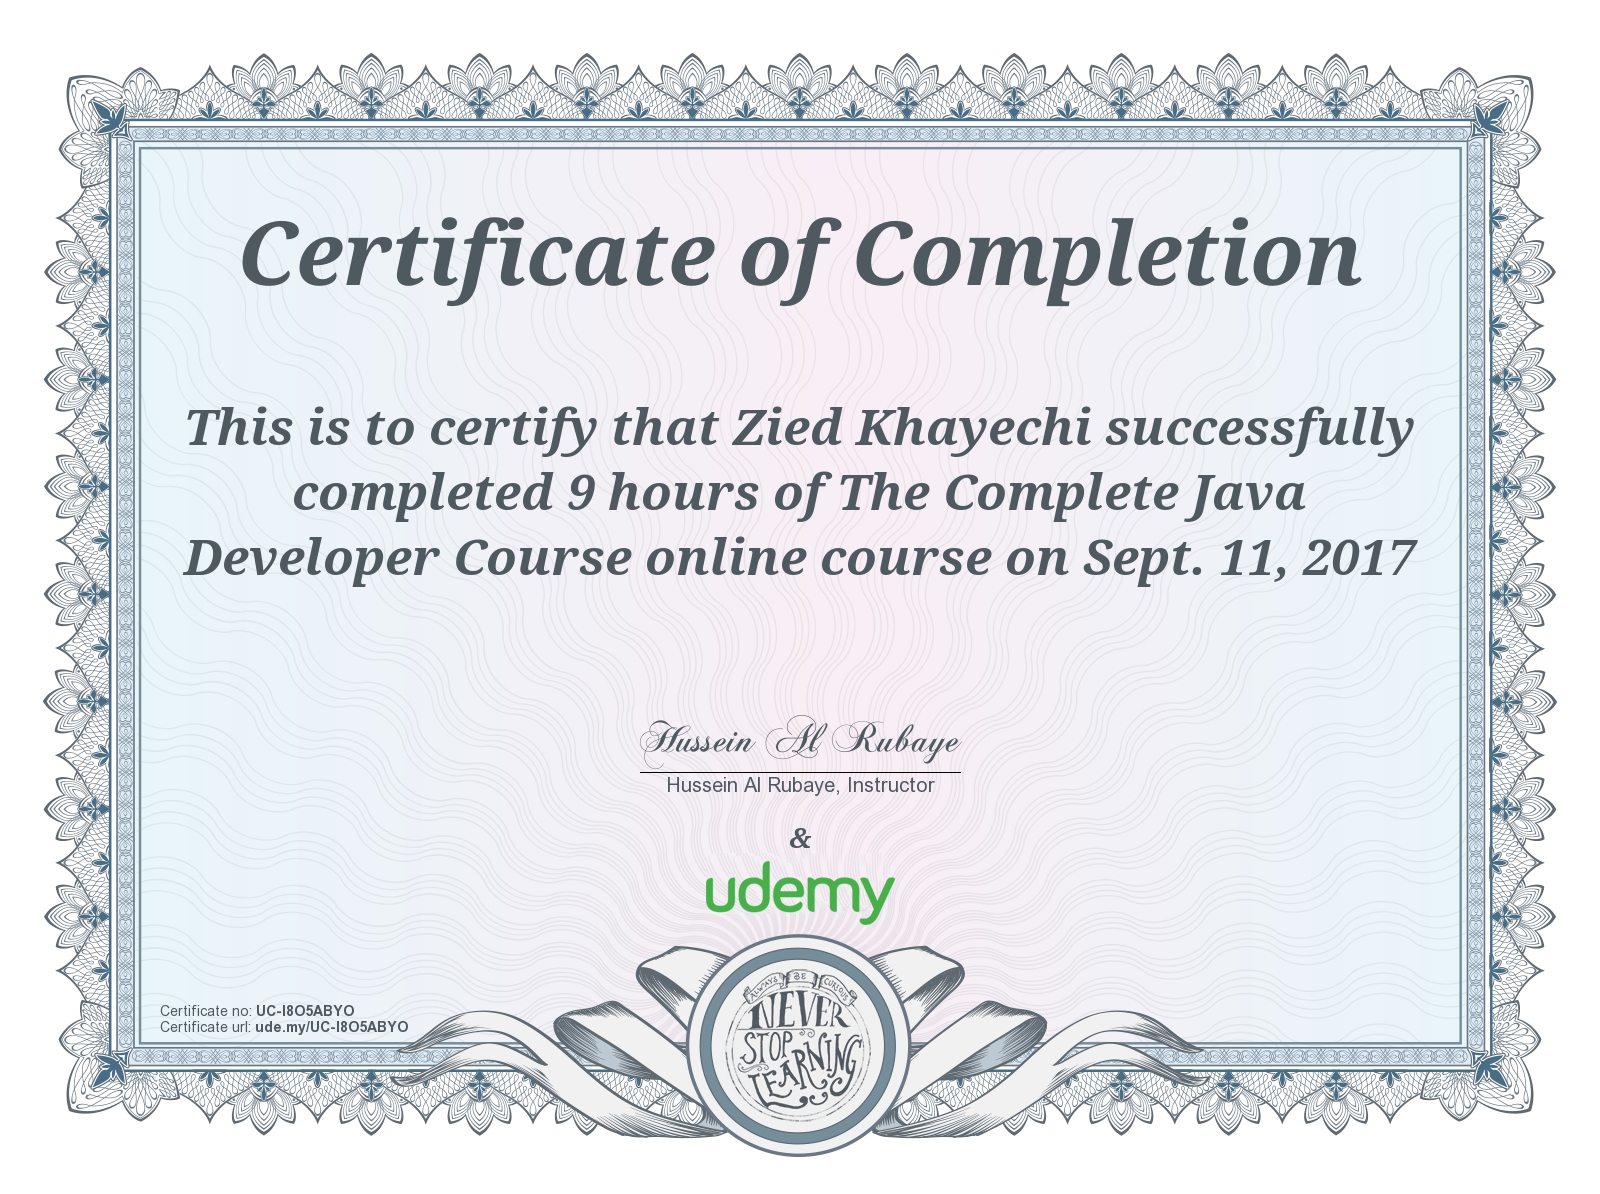 Certificate of Completion
This is to certify that Zied Khayechi successfully
completed 9 hours of The Complete Java
Developer Course online course on Sept. 11, 2017
Hussein Al Rubaye
Hussein Al Rubaye, Instructor
&
udemy
Certificate no: UC-I8O5ABYO
Certificate url: ude.my/UC-I8O5ABYO
ALWAYS BE CURIOUS
NEVER
STOP
LEARNING